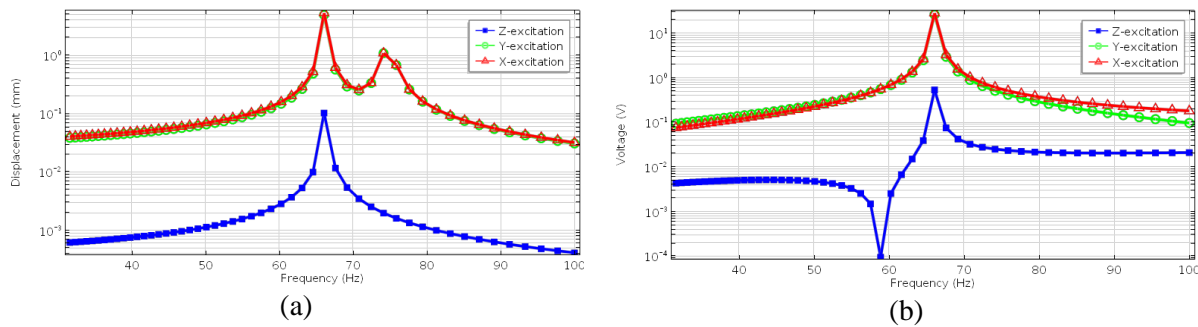 10⁰
10⁻¹
10⁻²
10⁻³
Displacement (mm)
Z-excitation
Y-excitation
X-excitation
40 50 60 70 80 90 100
Frequency (Hz)
(a)
10¹
10⁰
10⁻¹
10⁻²
10⁻³
10⁻⁴
Voltage (V)
Z-excitation
Y-excitation
X-excitation
40 50 60 70 80 90 100
Frequency (Hz)
(b)